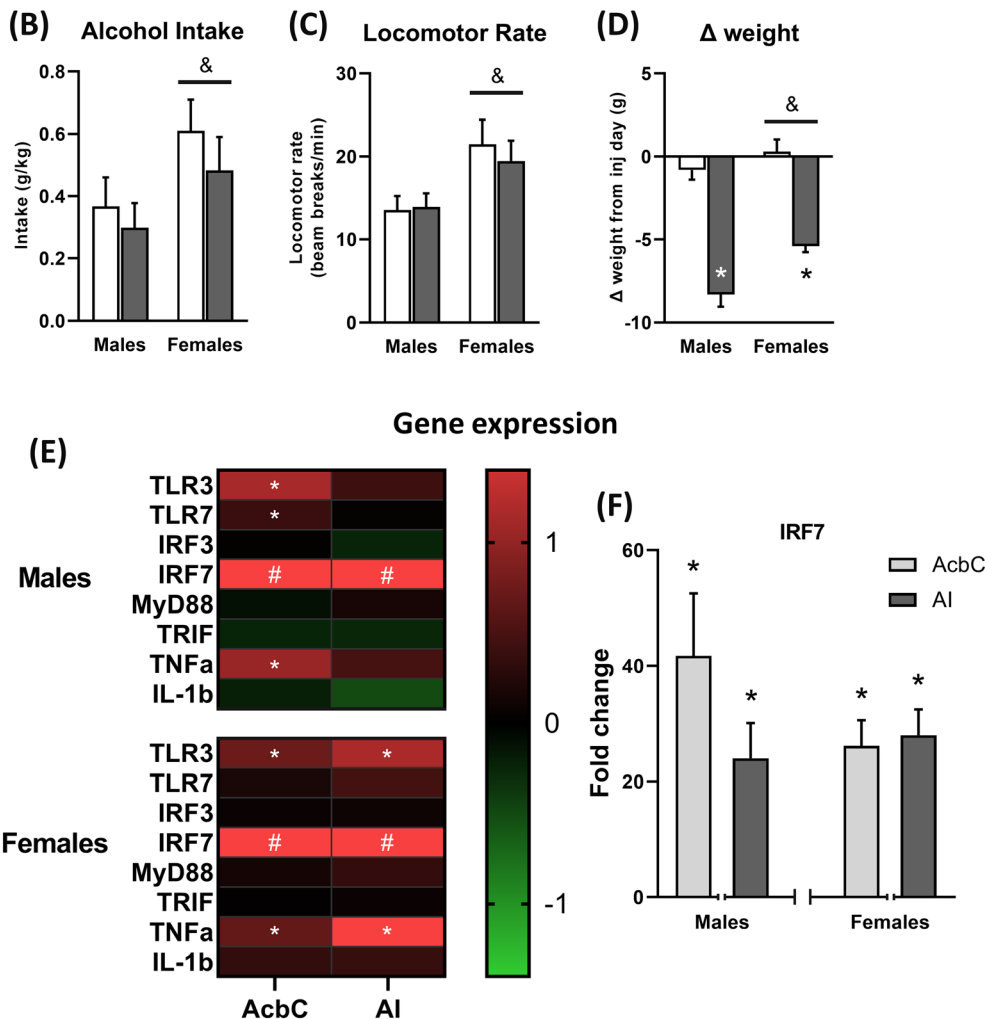 (B) Alcohol Intake
&
0.8
0.6
0.4
0.2
0.0
Intake (g/kg)
Males Females
(C) Locomotor Rate
&
30
20
10
0
Locomotor rate
(beam breaks/min)
Males Females
(D) Δ weight
&
5
0
-5
-10
Δ weight from inj day (g)
*
*
Males Females
Gene expression
(E)
Males
TLR3 *
TLR7 *
IRF3
IRF7 # #
MyD88
TRIF
TNFa *
IL-1b
Females
TLR3 * *
TLR7
IRF3
IRF7 # #
MyD88
TRIF
TNFa * *
IL-1b
AcbC AI
1
0
-1
(F)
IRF7
60
40
20
0
Fold change
AcbC
AI
* * * *
Males Females